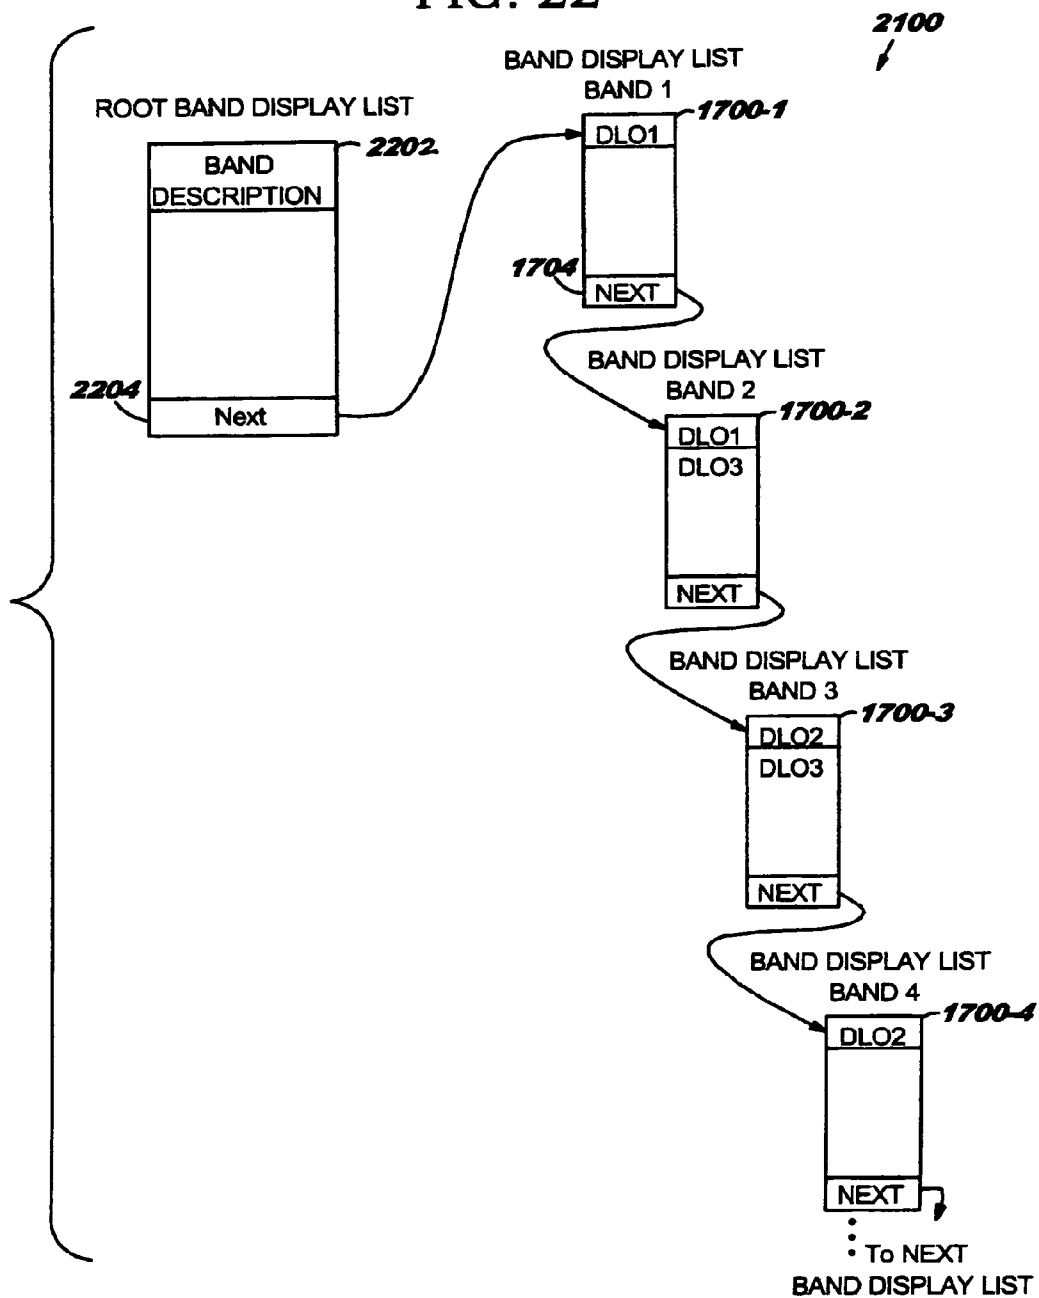 FIG. 22
2100
BAND DISPLAY LIST
BAND 1
1700-1
DLO1
1704
NEXT
ROOT BAND DISPLAY LIST
2202
BAND
DESCRIPTION
2204
Next
BAND DISPLAY LIST
BAND 2
1700-2
DLO1
DLO3
NEXT
BAND DISPLAY LIST
BAND 3
1700-3
DLO2
DLO3
NEXT
BAND DISPLAY LIST
BAND 4
1700-4
DLO2
NEXT
To NEXT
BAND DISPLAY LIST